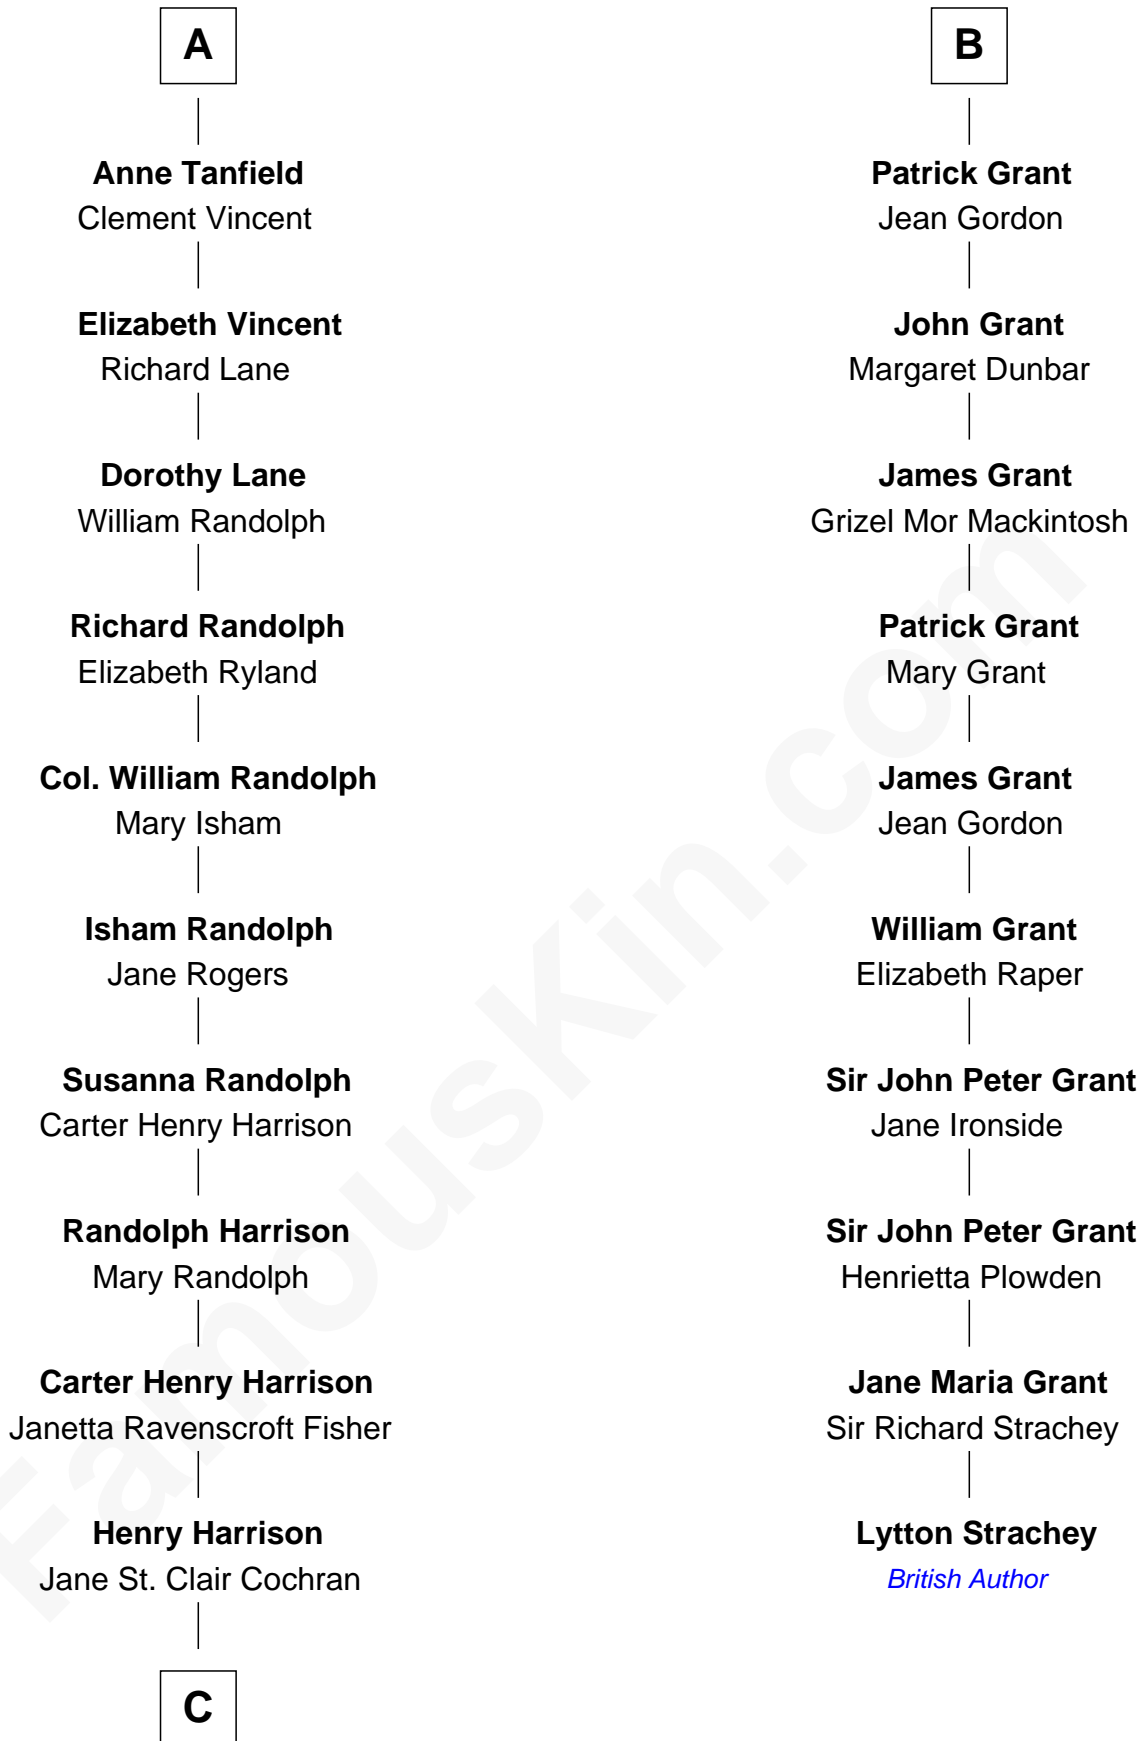 A
Anne Tanfield
Clement Vincent
Elizabeth Vincent
Richard Lane
Dorothy Lane
William Randolph
Richard Randolph
Elizabeth Ryland
Col. William Randolph
Mary Isham
Isham Randolph
Jane Rogers
Susanna Randolph
Carter Henry Harrison
Randolph Harrison
Mary Randolph
Carter Henry Harrison
Janetta Ravenscroft Fisher
Henry Harrison
Jane St. Clair Cochran
C
B
Patrick Grant
Jean Gordon
John Grant
Margaret Dunbar
James Grant
Grizel Mor Mackintosh
Patrick Grant
Mary Grant
James Grant
Jean Gordon
William Grant
Elizabeth Raper
Sir John Peter Grant
Jane Ironside
Sir John Peter Grant
Henrietta Plowden
Jane Maria Grant
Sir Richard Strachey
Lytton Strachey
British Author
FamousKin.com